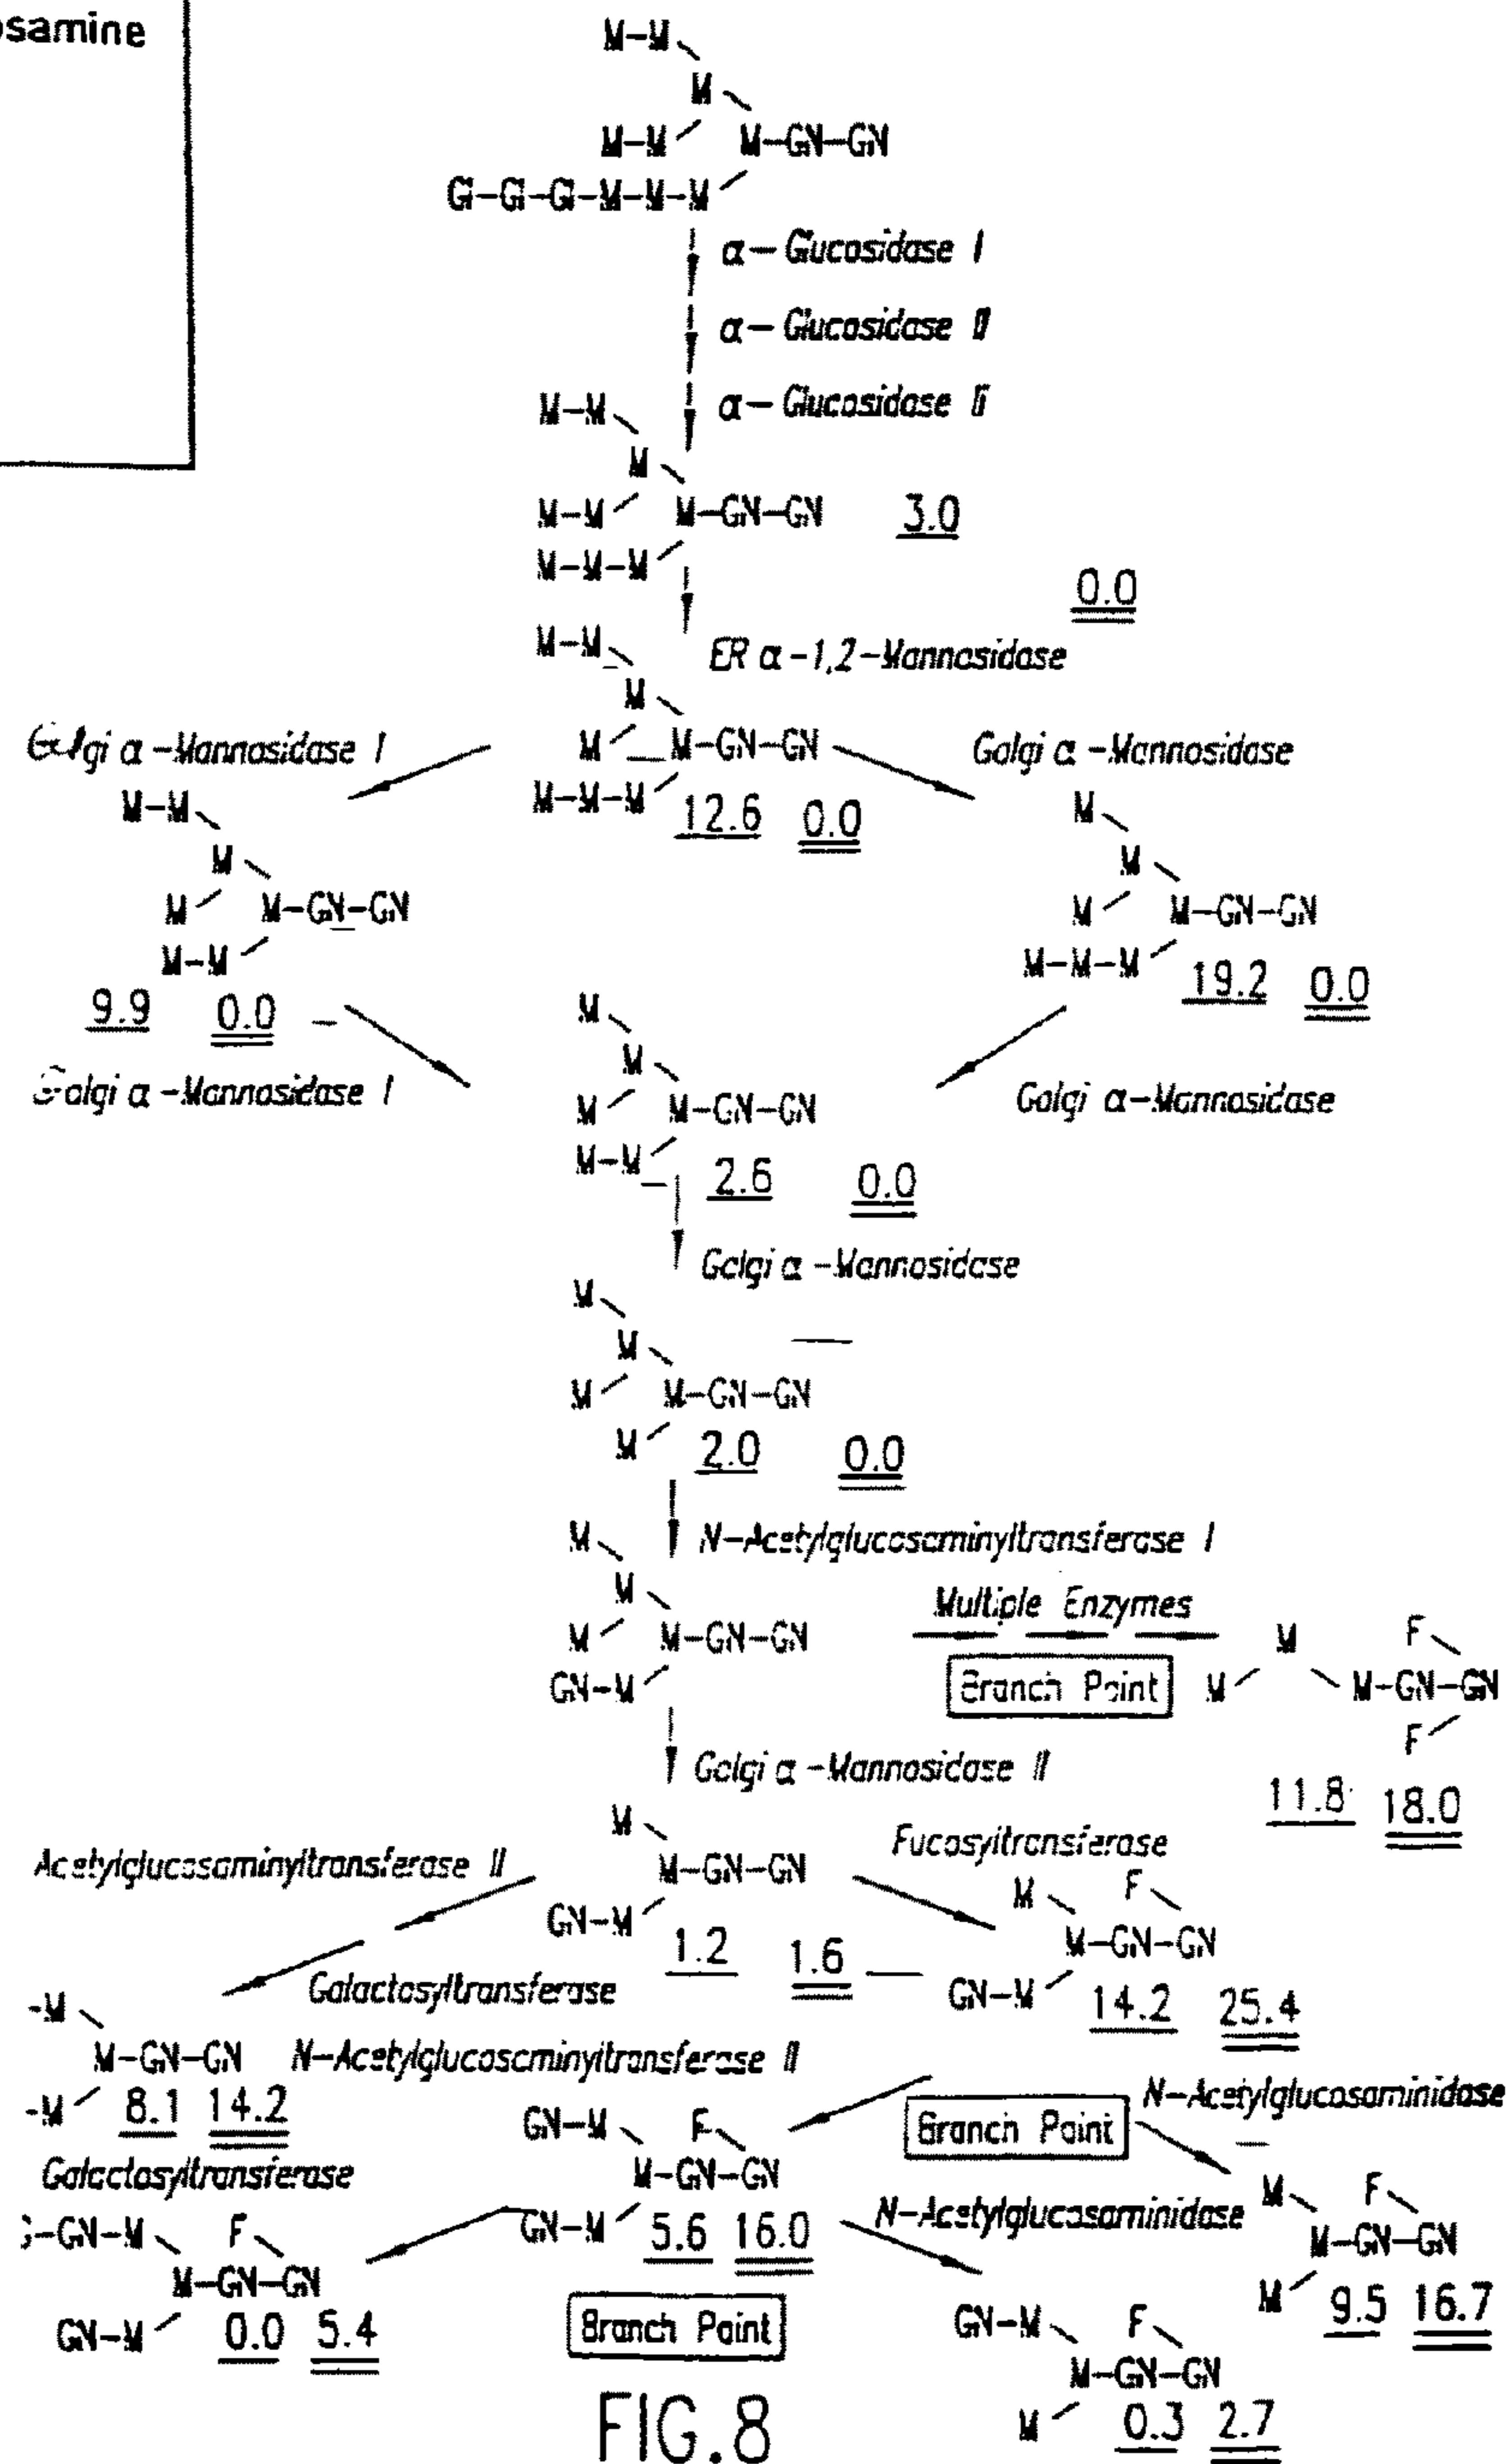 osamine
M-M
M
M-M M-GN-GN
G-G-G-M-M-M
α- Glucosidase I
α- Glucosidase II
α- Glucosidase II
M-M
M
M-M M-GN-GN 3.0
M-M-M
0.0
ER α-1,2-Mannosidase
M-M
M
M M-GN-GN
M-M-M 12.6 0.0
Golgi α-Mannosidase I
Golgi α-Mannosidase
M-M
M
M M-GN-GN
M-M
9.9 0.0
M
M
M M-GN-GN
M-M-M 19.2 0.0
Golgi α-Mannosidase I
Golgi α-Mannosidase
M
M
M M-GN-GN
M-M 2.6 0.0
Golgi α-Mannosidase
M
M
M M-GN-GN
M 2.0 0.0
N-Acetylglucosaminyltransferase I
M
M
M M-GN-GN
GN-M
Multiple Enzymes
Branch Point
M F
M M-GN-GN
F
11.8 18.0
Golgi α-Mannosidase II
M
M-GN-GN
GN-M 1.2 1.6
Acetylglucosaminyltransferase II
Fucosyltransferase
M F
M-GN-GN
GN-M 14.2 25.4
Galactosyltransferase
-M
M-GN-GN
-M 8.1 14.2
N-Acetylglucosaminyltransferase II
Branch Point
N-Acetylglucosaminidase
GN-M F
M-GN-GN
GN-M 5.6 16.0
Branch Point
Galactosyltransferase
-GN-M F
M-GN-GN
GN-M 0.0 5.4
N-Acetylglucosaminidase
M F
M-GN-GN
M 9.5 16.7
GN-M F
M-GN-GN
M 0.3 2.7
FIG.8